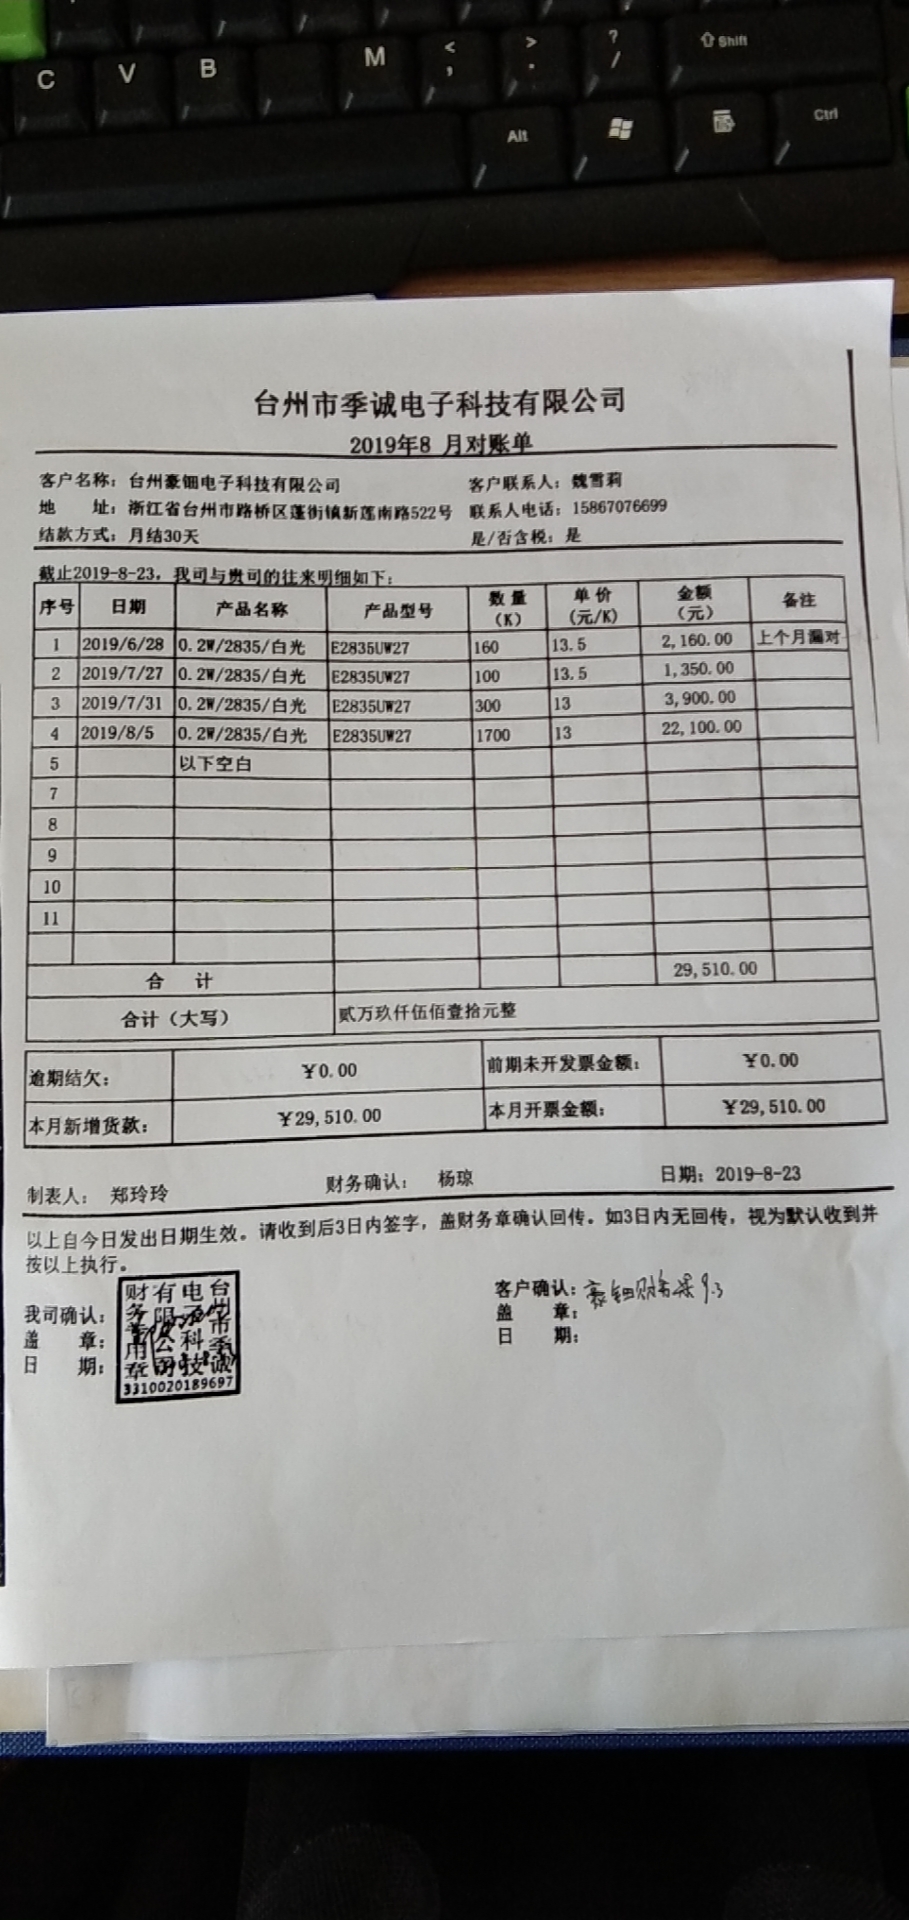 C V B M < , > . ? / ⇧Shift
Alt Ctrl
台州市季诚电子科技有限公司
2019年8 月对账单
客户名称：台州豪钿电子科技有限公司 客户联系人：魏雪莉
地 址：浙江省台州市路桥区蓬街镇新莲南路522号 联系人电话：15867076699
结款方式：月结30天 是/否含税：是
截止2019-8-23，我司与贵司的往来明细如下：
序号 日期 产品名称 产品型号 数量（K） 单价（元/K） 金额（元） 备注
1 2019/6/28 0.2W/2835/白光 E2835UW27 160 13.5 2,160.00 上个月漏对
2 2019/7/27 0.2W/2835/白光 E2835UW27 100 13.5 1,350.00
3 2019/7/31 0.2W/2835/白光 E2835UW27 300 13 3,900.00
4 2019/8/5 0.2W/2835/白光 E2835UW27 1700 13 22,100.00
5 以下空白
7
8
9
10
11
合 计 29,510.00
合计（大写） 贰万玖仟伍佰壹拾元整
逾期结欠： ¥0.00 前期未开发票金额： ¥0.00
本月新增货款： ¥29,510.00 本月开票金额： ¥29,510.00
制表人： 郑玲玲 财务确认： 杨琼 日期：2019-8-23
以上自今日发出日期生效。请收到后3日内签字，盖财务章确认回传。如3日内无回传，视为默认收到并
按以上执行。
我司确认： 客户确认：豪钿财务 9.3
盖 章： 盖 章：
日 期： 日 期：
台州市季诚电子科技有限公司财务专用章
3310020189697